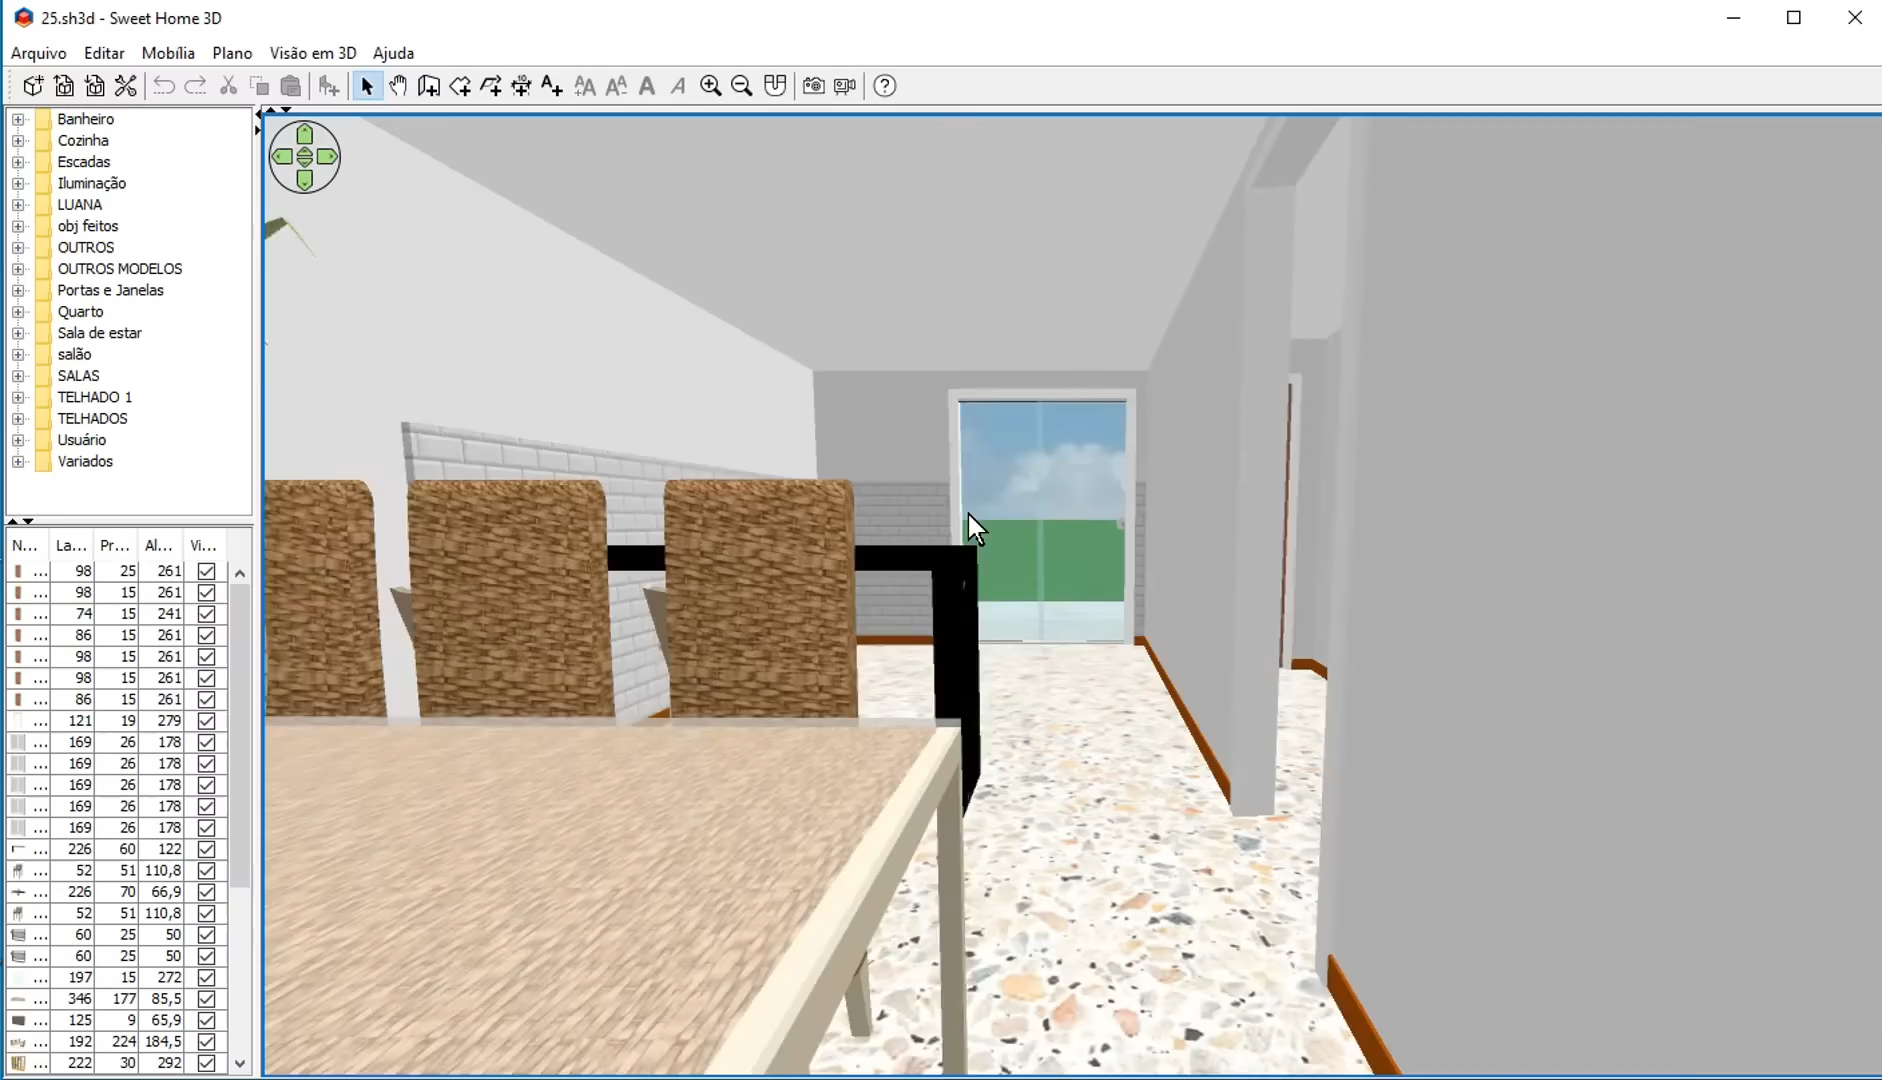 25.sh3d - Sweet Home 3D
Arquivo Editar Mobília Plano Visão em 3D Ajuda
Banheiro
Cozinha
Escadas
Iluminação
LUANA
obj feitos
OUTROS
OUTROS MODELOS
Portas e Janelas
Quarto
Sala de estar
salão
SALAS
TELHADO 1
TELHADOS
Usuário
Variados
N... La... Pr... Al... Vi...
... 98 25 261
... 98 15 261
... 74 15 241
... 86 15 261
... 98 15 261
... 98 15 261
... 86 15 261
... 121 19 279
... 169 26 178
... 169 26 178
... 169 26 178
... 169 26 178
... 169 26 178
... 226 60 122
... 52 51 110,8
... 226 70 66,9
... 52 51 110,8
... 60 25 50
... 60 25 50
... 197 15 272
... 346 177 85,5
... 125 9 65,9
... 192 224 184,5
... 222 30 292